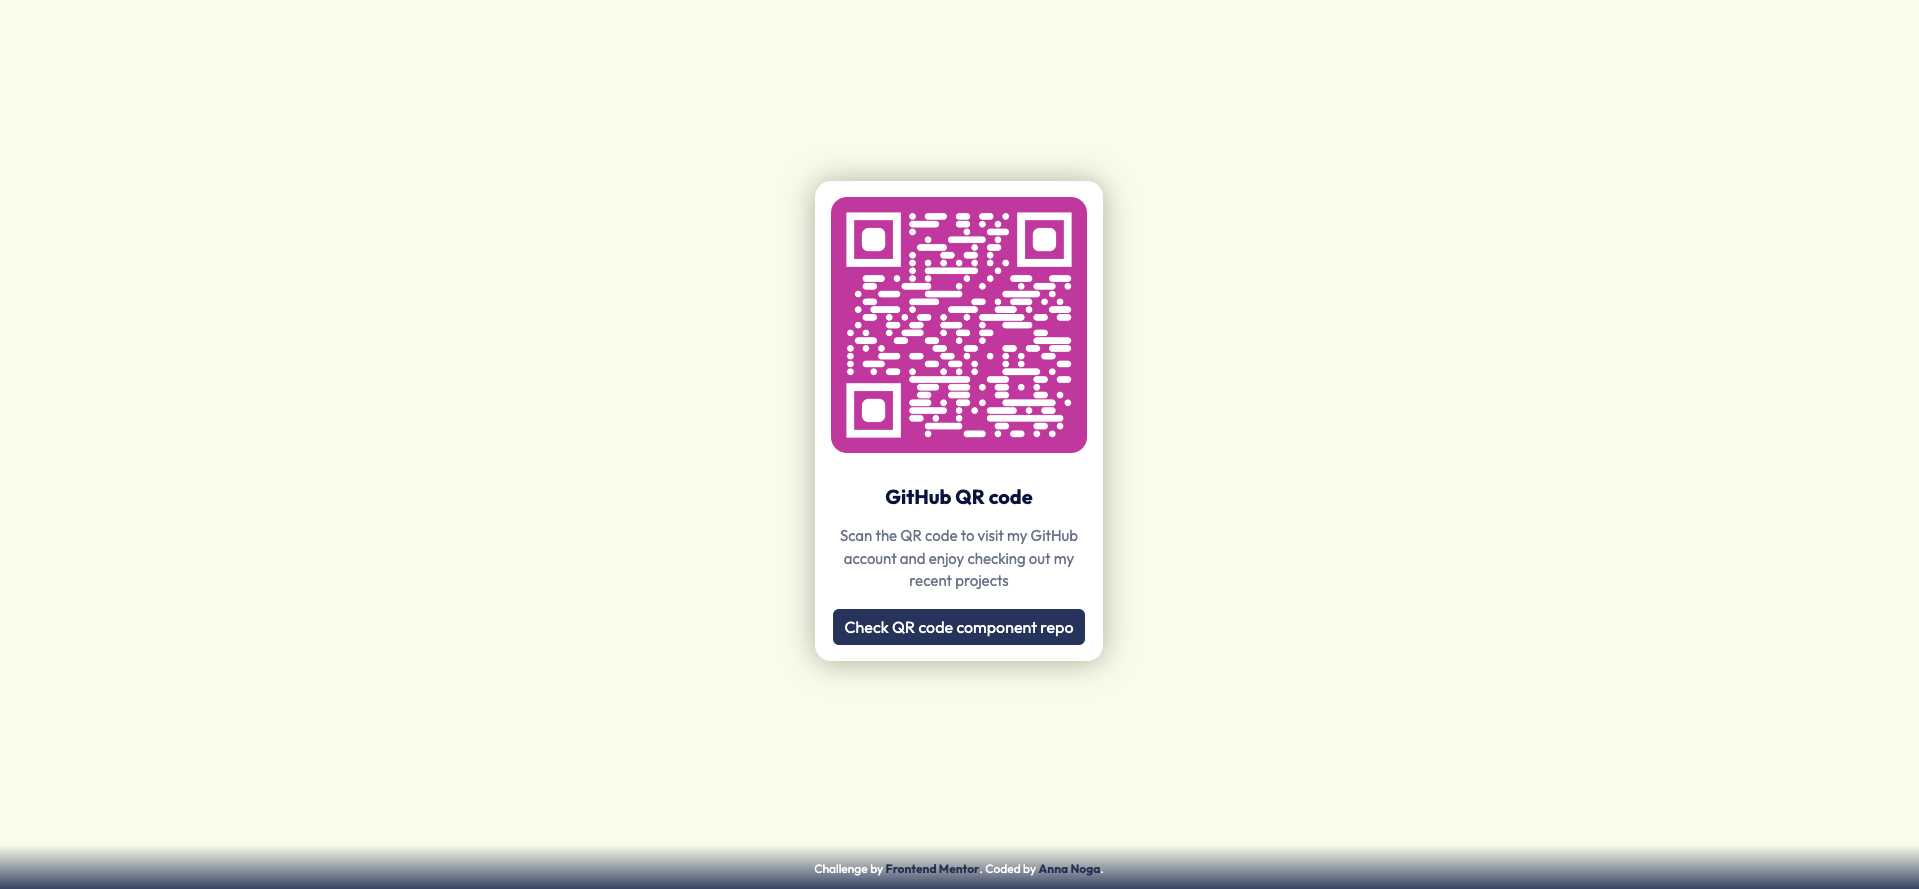 GitHub QR code
Scan the QR code to visit my GitHub
account and enjoy checking out my
recent projects
Check QR code component repo
Challenge by Frontend Mentor. Coded by Anna Noga.